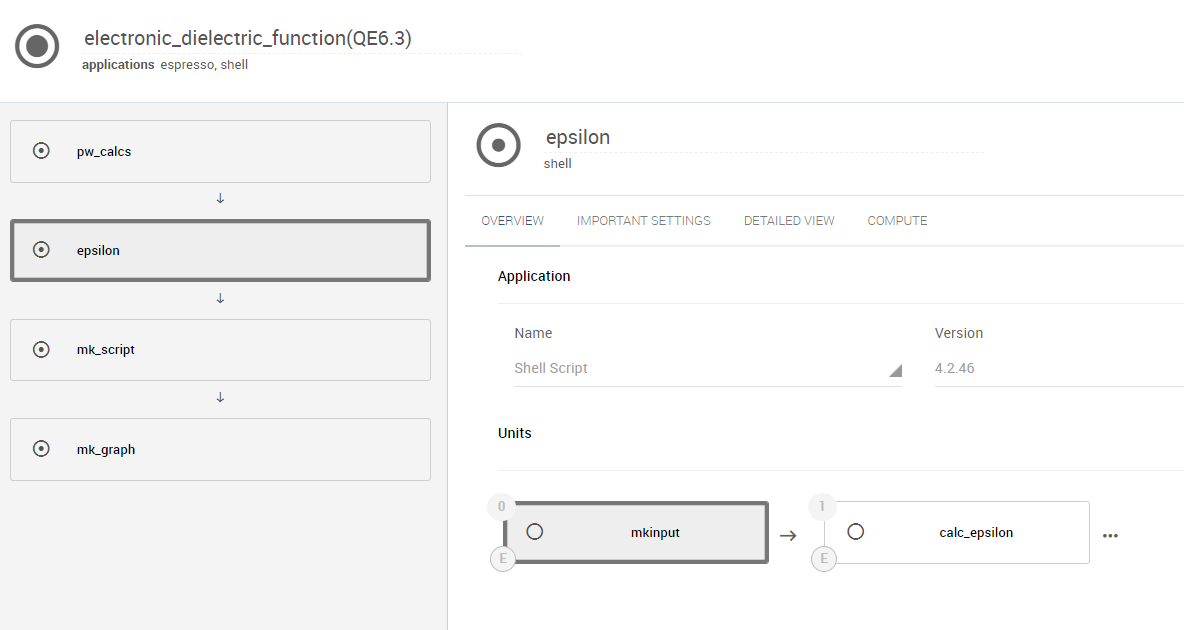 electronic_dielectric_function(QE6.3)
applications espresso, shell
pw_calcs
epsilon
mk_script
mk_graph
epsilon
shell
OVERVIEW IMPORTANT SETTINGS DETAILED VIEW COMPUTE
Application
Name Version
Shell Script 4.2.46
Units
0 1
mkinput calc_epsilon
E E